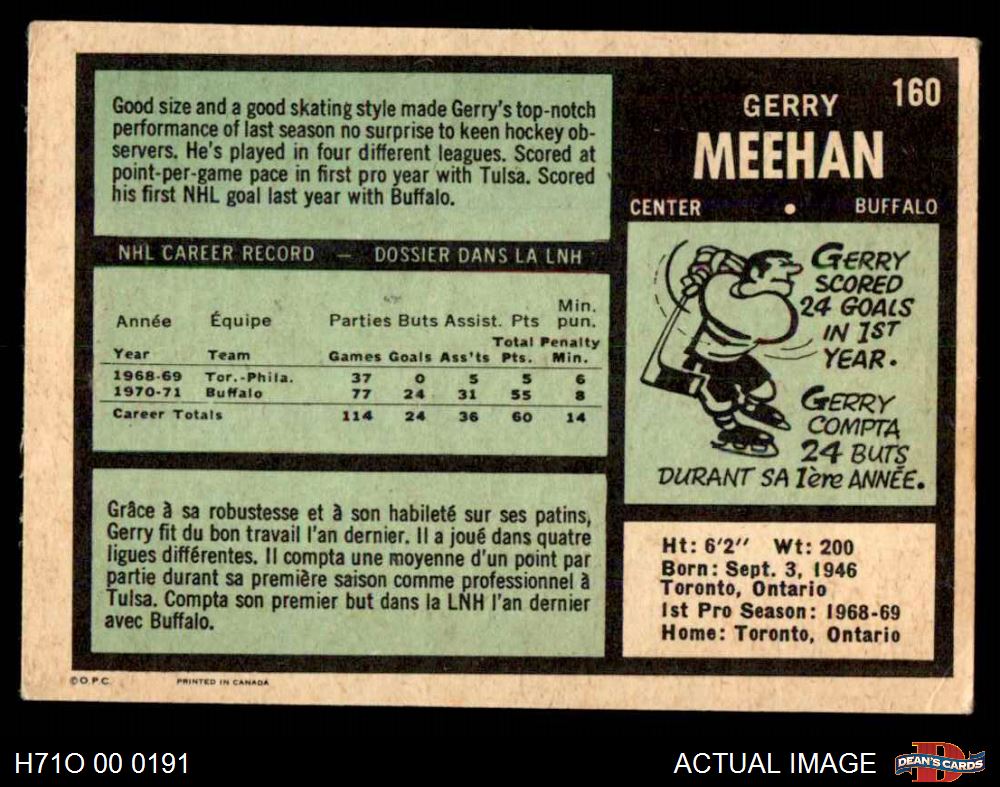 160
GERRY
MEEHAN
CENTER • BUFFALO
Good size and a good skating style made Gerry's top-notch
performance of last season no surprise to keen hockey ob-
servers. He's played in four different leagues. Scored at
point-per-game pace in first pro year with Tulsa. Scored
his first NHL goal last year with Buffalo.
NHL CAREER RECORD — DOSSIER DANS LA LNH
Min.
Année Équipe Parties Buts Assist. Pts pun.
Total Penalty
Year Team Games Goals Ass'ts Pts. Min.
1968-69 Tor.-Phila. 37 0 5 5 6
1970-71 Buffalo 77 24 31 55 8
Career Totals 114 24 36 60 14
Grâce à sa robustesse et à son habileté sur ses patins,
Gerry fit du bon travail l'an dernier. Il a joué dans quatre
ligues différentes. Il compta une moyenne d'un point par
partie durant sa première saison comme professionnel à
Tulsa. Compta son premier but dans la LNH l'an dernier
avec Buffalo.
GERRY
SCORED
24 GOALS
IN 1ST
YEAR.
GERRY
COMPTA
24 BUTS
DURANT SA 1ère ANNÉE.
Ht: 6'2" Wt: 200
Born: Sept. 3, 1946
Toronto, Ontario
1st Pro Season: 1968-69
Home: Toronto, Ontario
©O.P.C. PRINTED IN CANADA
H71O 00 0191
ACTUAL IMAGE
DEAN'S CARDS